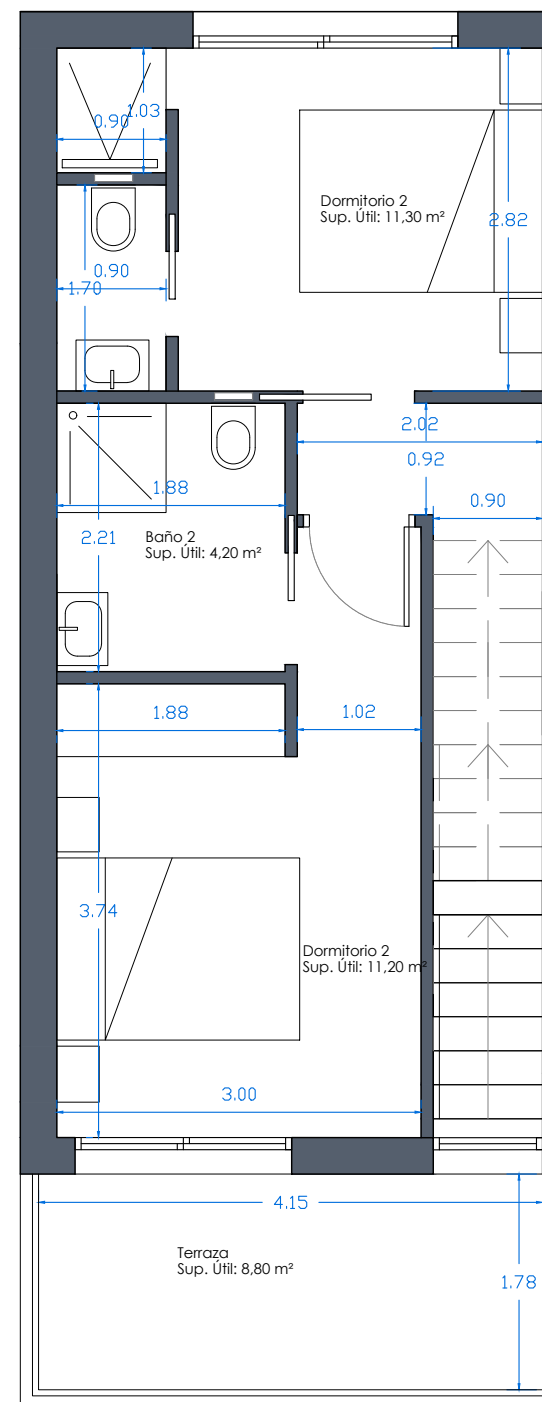 1.03
0.90
Dormitorio 2
Sup. Útil: 11,30 m²
2.82
0.90
1.70
2.02
0.92
1.88
0.90
2.21
Baño 2
Sup. Útil: 4,20 m²
1.88
1.02
3.74
Dormitorio 2
Sup. Útil: 11,20 m²
3.00
4.15
Terraza
Sup. Útil: 8,80 m²
1.78